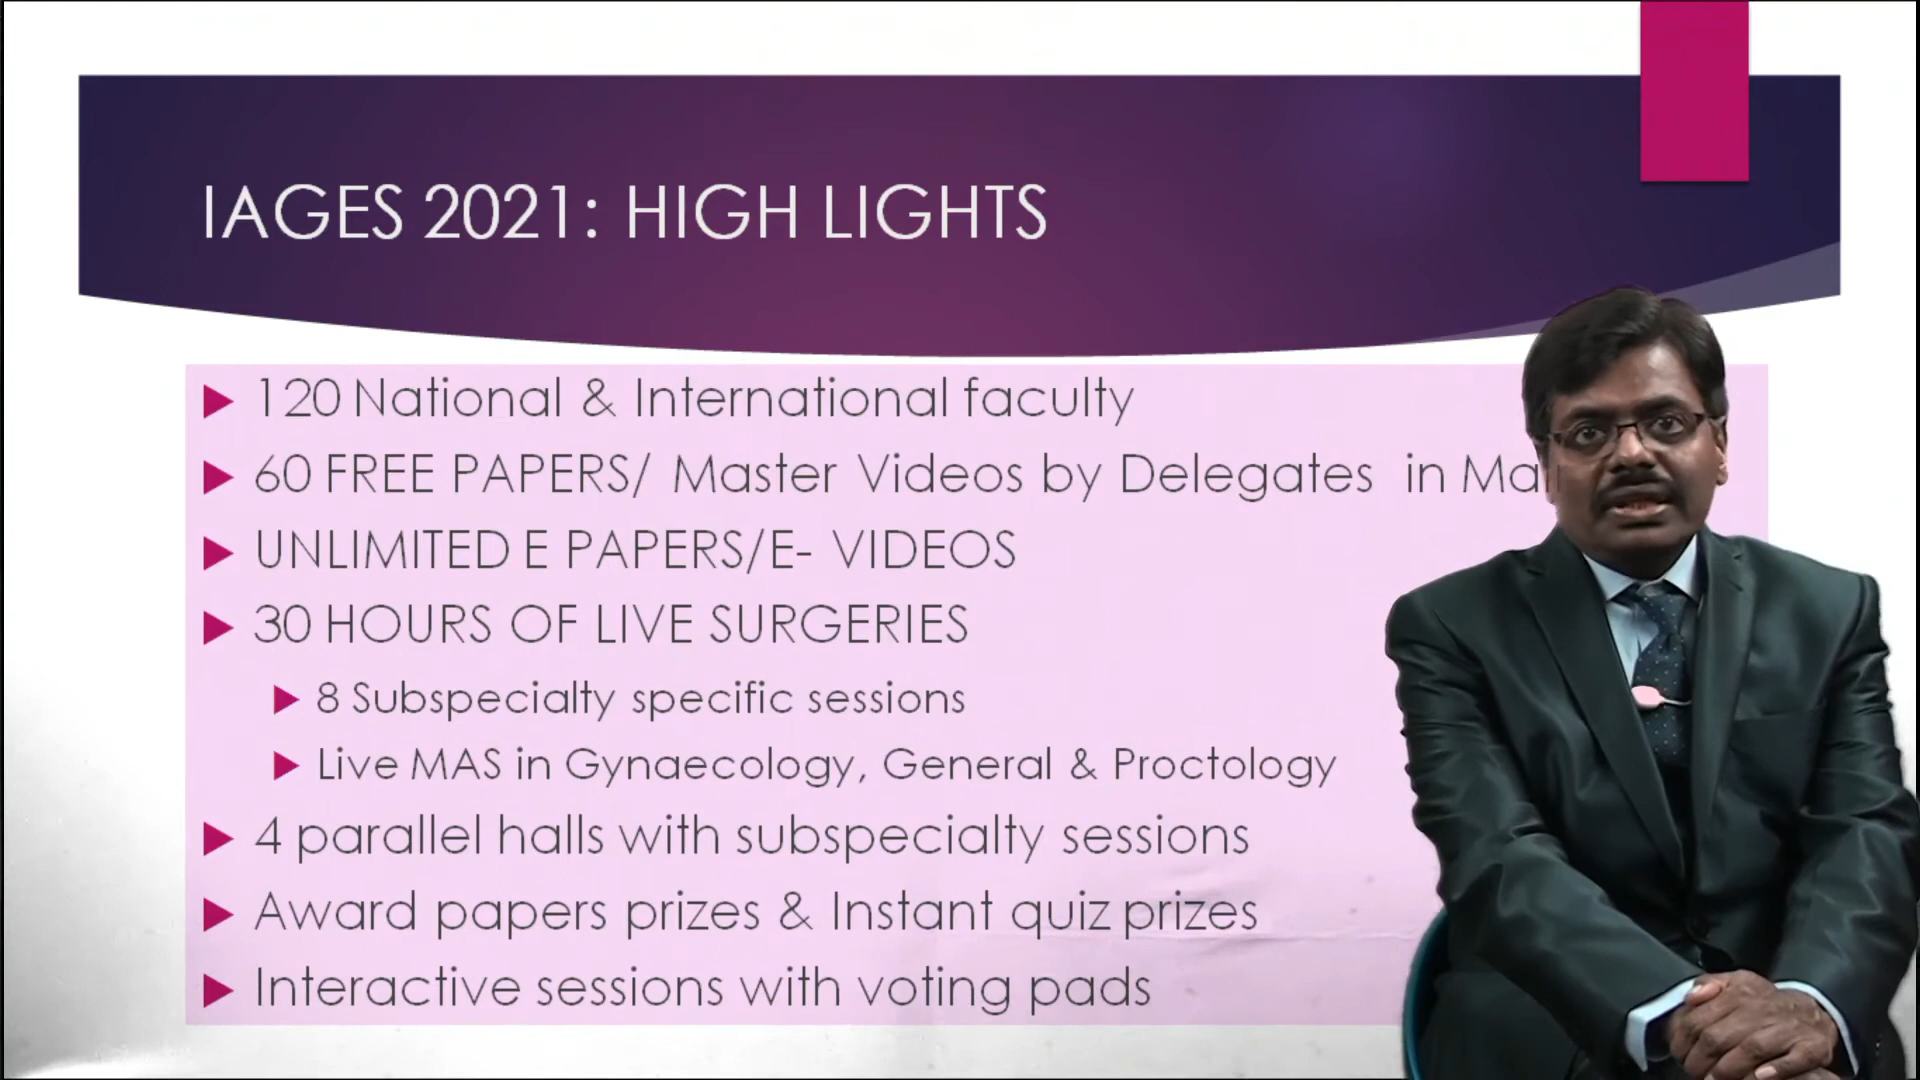 IAGES 2021: HIGH LIGHTS
120 National & International faculty
60 FREE PAPERS/ Master Videos by Delegates in
UNLIMITED E PAPERS/E- VIDEOS
30 HOURS OF LIVE SURGERIES
8 Subspecialty specific sessions
Live MAS in Gynaecology, General & Proctology
4 parallel halls with subspecialty sessions
Award papers prizes & Instant quiz prizes
Interactive sessions with voting pads